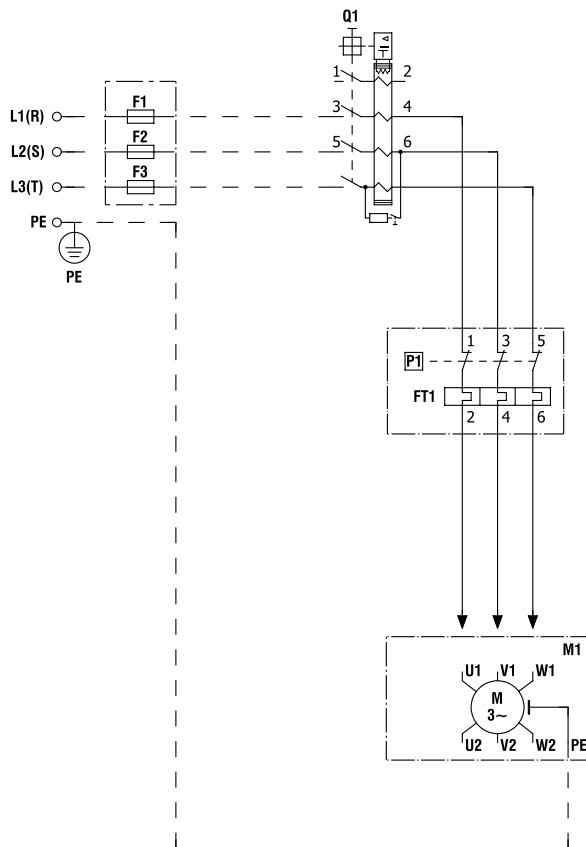 Q1
1 2
F1
L1(R) 3 4
F2
L2(S) 5 6
F3
L3(T)
PE
PE
1 3 5
P1
FT1
2 4 6
M1
U1 V1 W1
M
3~
U2 V2 W2 PE